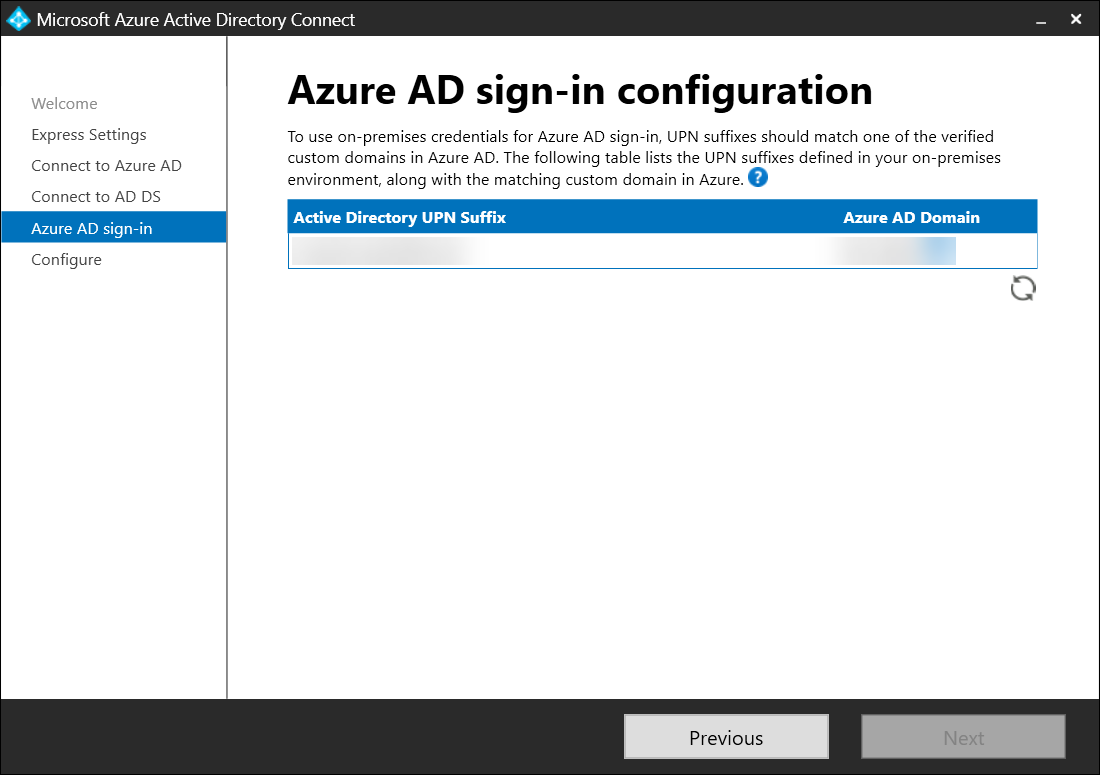 Microsoft Azure Active Directory Connect
Welcome
Express Settings
Connect to Azure AD
Connect to AD DS
Azure AD sign-in
Configure
Azure AD sign-in configuration
To use on-premises credentials for Azure AD sign-in, UPN suffixes should match one of the verified
custom domains in Azure AD. The following table lists the UPN suffixes defined in your on-premises
environment, along with the matching custom domain in Azure. ?
Active Directory UPN Suffix Azure AD Domain
Previous Next